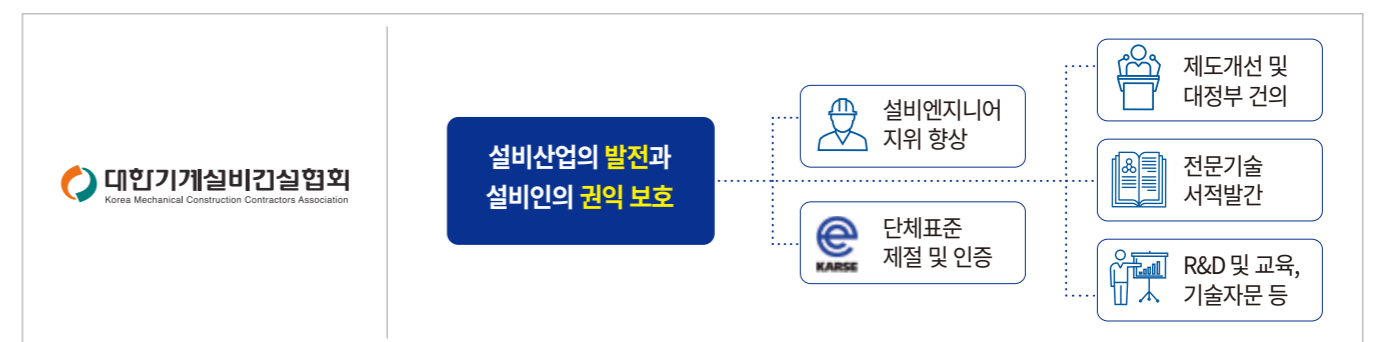 대한기계설비건설협회
Korea Mechanical Construction Contractors Association
설비산업의 발전과
설비인의 권익 보호
설비엔지니어
지위 향상
KARSE
단체표준
제절 및 인증
제도개선 및
대정부 건의
전문기술
서적발간
R&D 및 교육,
기술자문 등